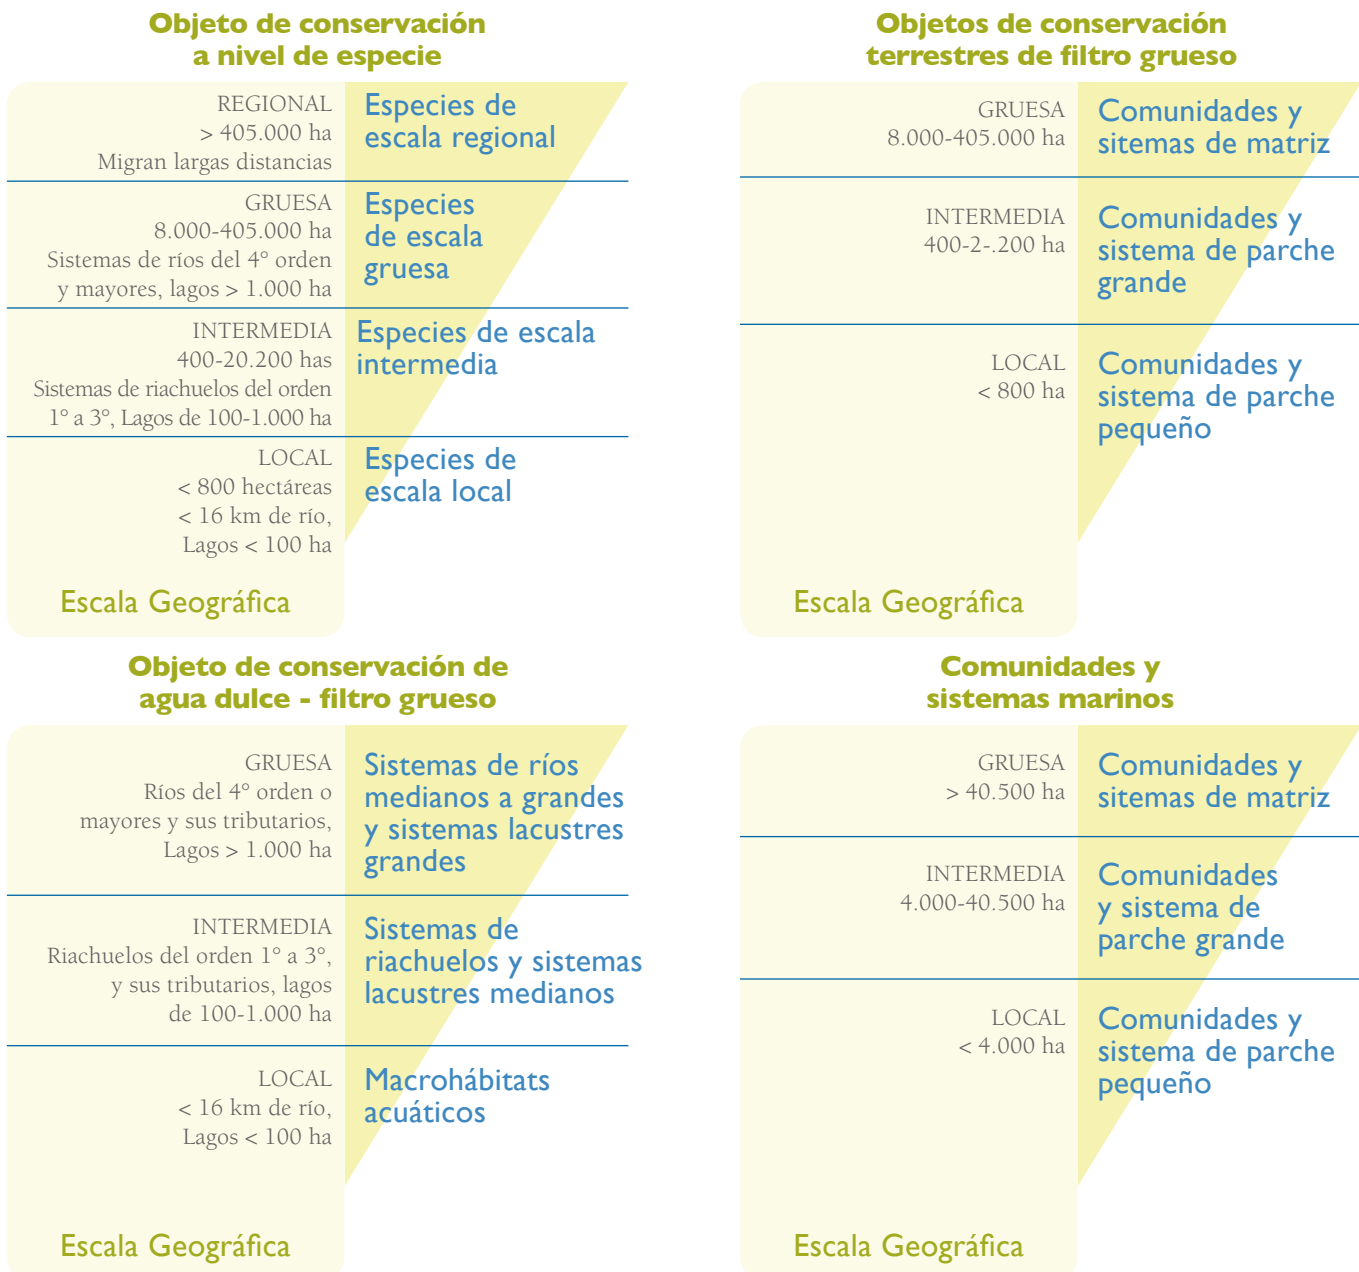 Objeto de conservación
a nivel de especie
REGIONAL
> 405.000 ha
Migran largas distancias
Especies de
escala regional
GRUESA
8.000-405.000 ha
Sistemas de ríos del 4° orden
y mayores, lagos > 1.000 ha
Especies
de escala
gruesa
INTERMEDIA
400-20.200 has
Sistemas de riachuelos del orden
1° a 3°, Lagos de 100-1.000 ha
Especies de escala
intermedia
LOCAL
< 800 hectáreas
< 16 km de río,
Lagos < 100 ha
Especies de
escala local
Escala Geográfica
Objetos de conservación
terrestres de filtro grueso
GRUESA
8.000-405.000 ha
Comunidades y
sitemas de matriz
INTERMEDIA
400-2-.200 ha
Comunidades y
sistema de parche
grande
LOCAL
< 800 ha
Comunidades y
sistema de parche
pequeño
Escala Geográfica
Objeto de conservación de
agua dulce - filtro grueso
GRUESA
Ríos del 4° orden o
mayores y sus tributarios,
Lagos > 1.000 ha
Sistemas de ríos
medianos a grandes
y sistemas lacustres
grandes
INTERMEDIA
Riachuelos del orden 1° a 3°,
y sus tributarios, lagos
de 100-1.000 ha
Sistemas de
riachuelos y sistemas
lacustres medianos
LOCAL
< 16 km de río,
Lagos < 100 ha
Macrohábitats
acuáticos
Escala Geográfica
Comunidades y
sistemas marinos
GRUESA
> 40.500 ha
Comunidades y
sitemas de matriz
INTERMEDIA
4.000-40.500 ha
Comunidades
y sistema de
parche grande
LOCAL
< 4.000 ha
Comunidades y
sistema de parche
pequeño
Escala Geográfica